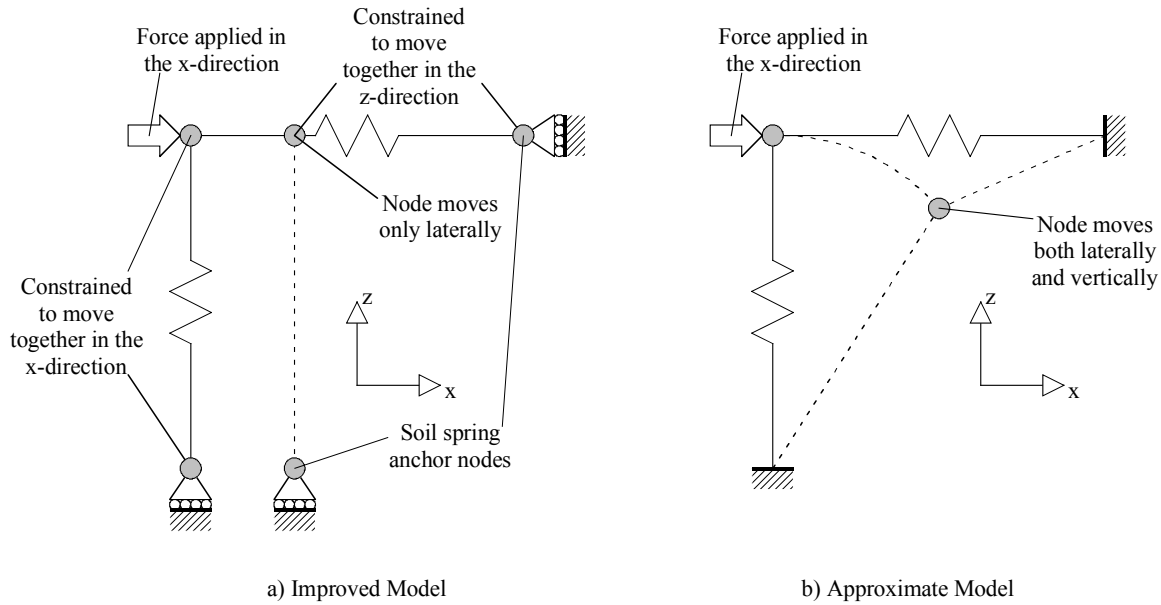 Force applied in
the x-direction
Constrained
to move
together in the
z-direction
Node moves
only laterally
Constrained
to move
together in the
x-direction
z
x
Soil spring
anchor nodes
a) Improved Model
Force applied in
the x-direction
Node moves
both laterally
and vertically
z
x
b) Approximate Model